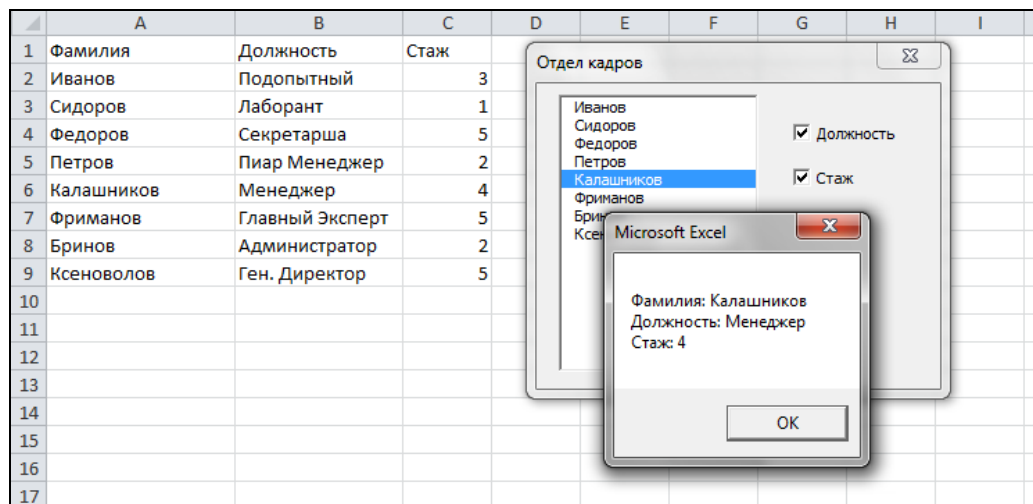 A B C D E F G H I
1 Фамилия Должность Стаж
2 Иванов Подопытный 3
3 Сидоров Лаборант 1
4 Федоров Секретарша 5
5 Петров Пиар Менеджер 2
6 Калашников Менеджер 4
7 Фриманов Главный Эксперт 5
8 Бринов Администратор 2
9 Ксеноволов Ген. Директор 5
10
11
12
13
14
15
16
17
Отдел кадров
Иванов
Сидоров
Федоров
Петров
Калашников
Фриманов
Должность
Стаж
Microsoft Excel
Фамилия: Калашников
Должность: Менеджер
Стаж: 4
OK